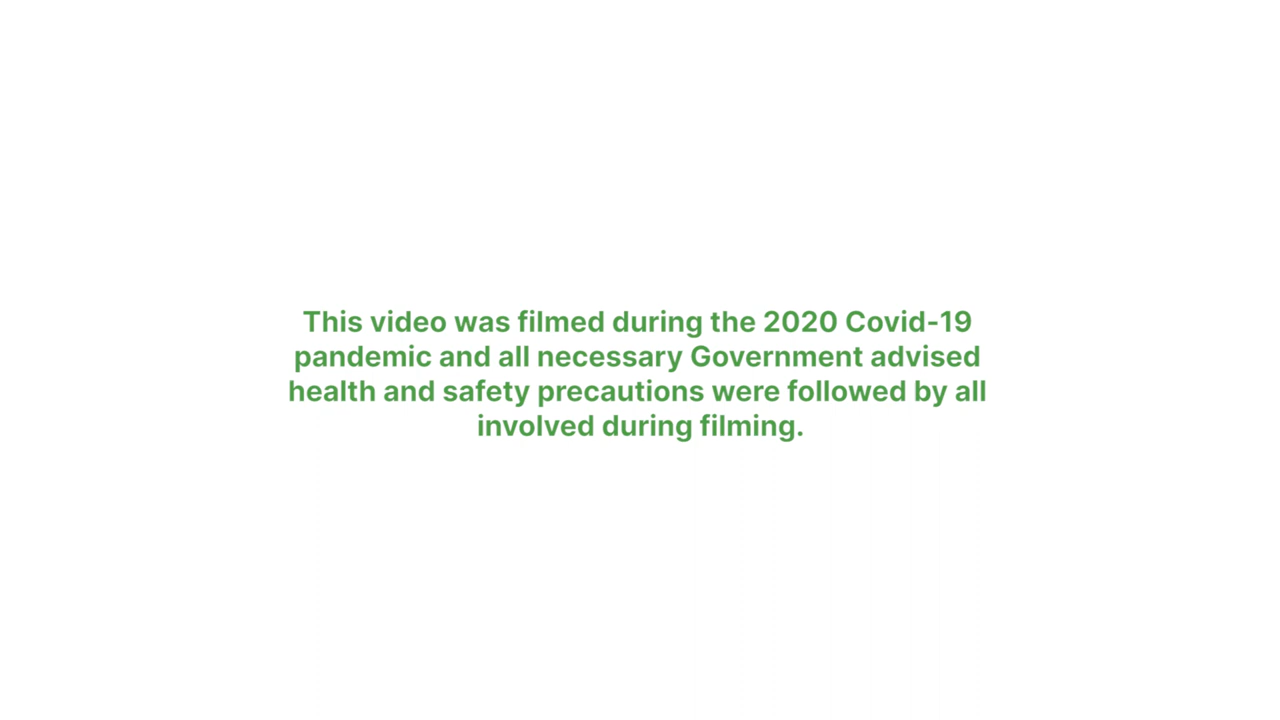 This video was filmed during the 2020 Covid-19
pandemic and all necessary Government advised
health and safety precautions were followed by all
involved during filming.